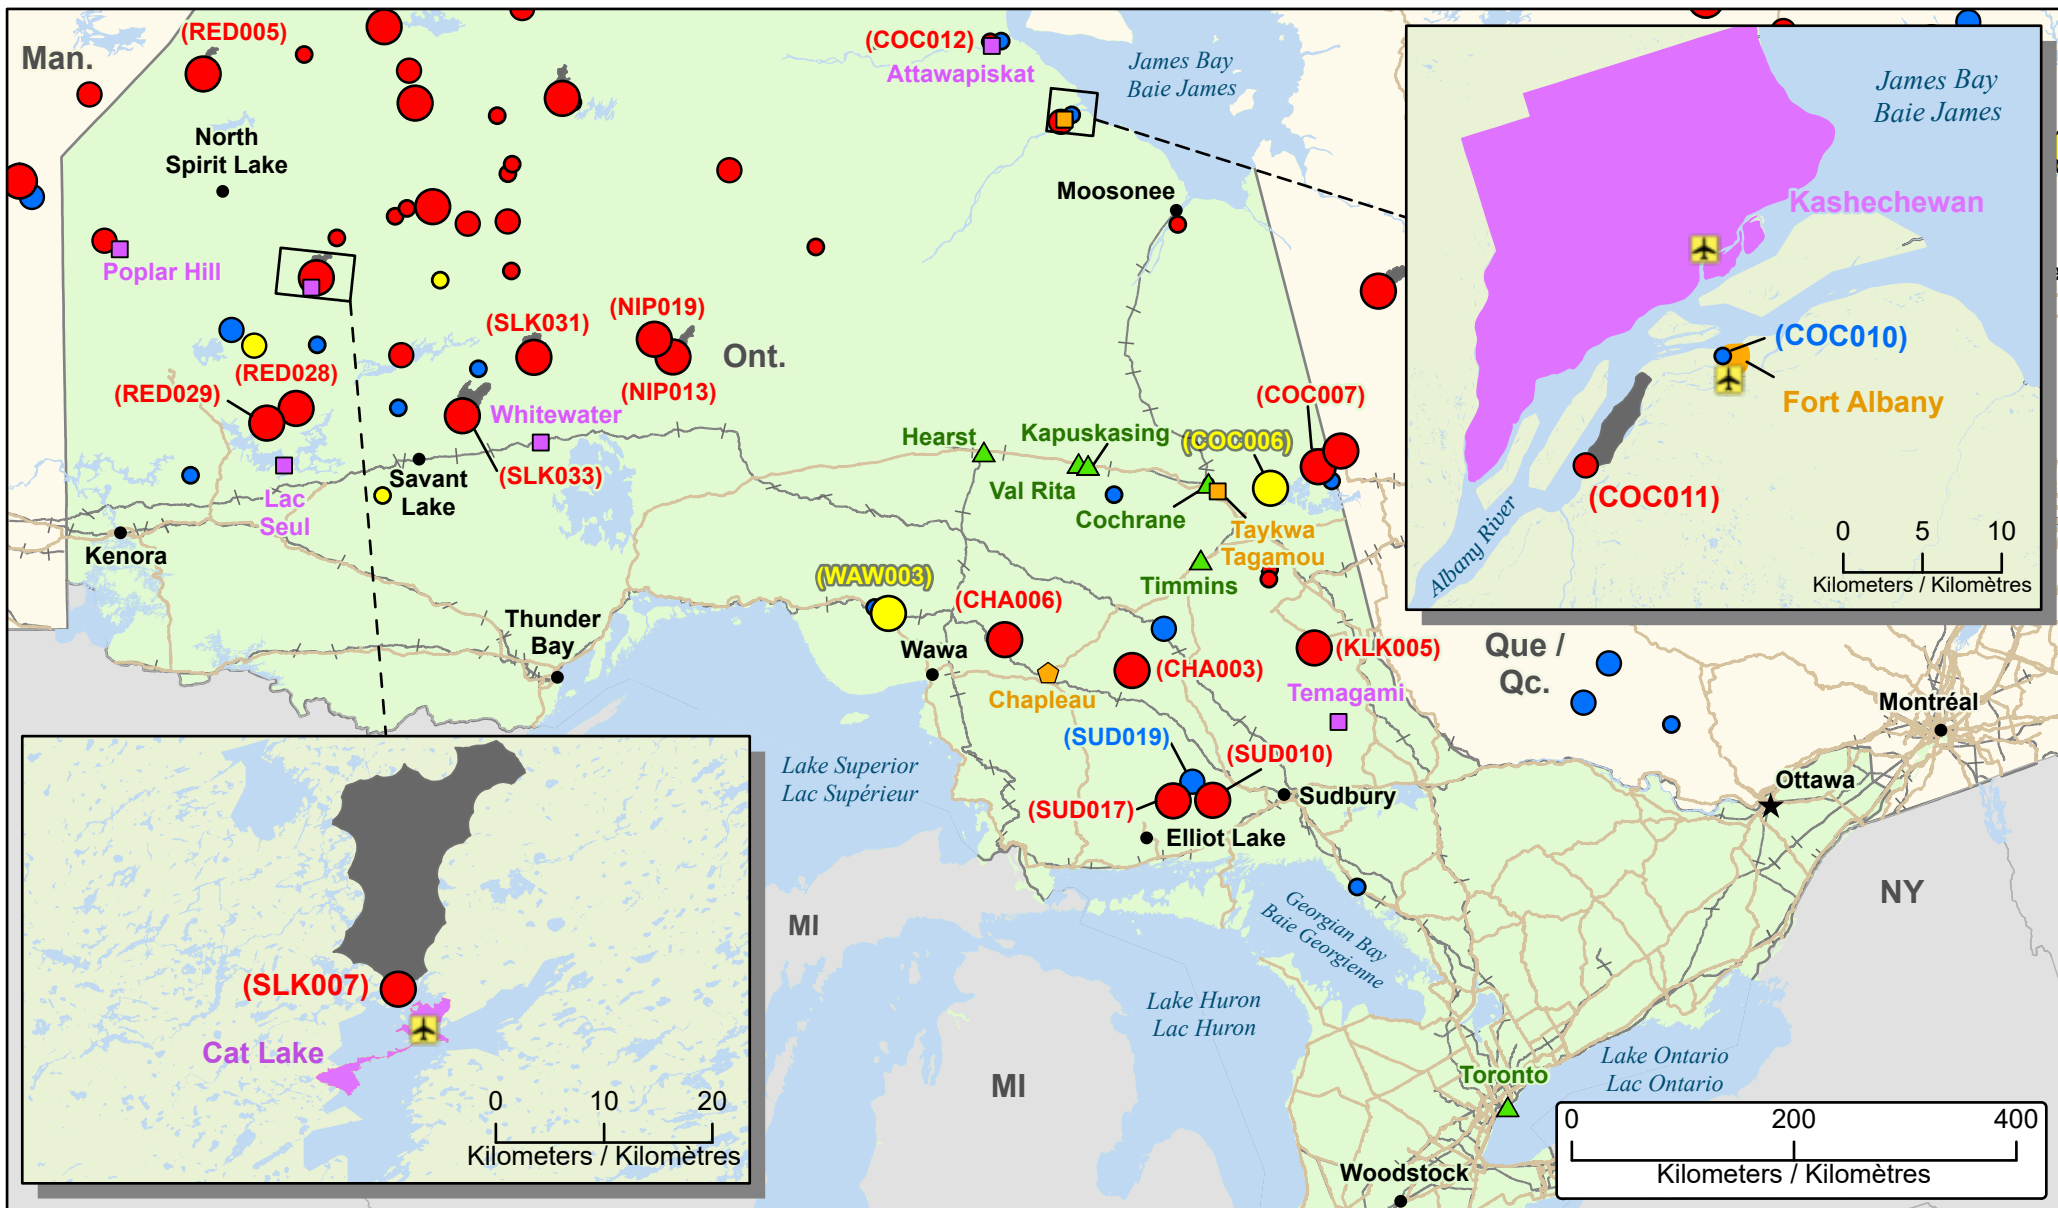 (RED005)
Man.
(COC012)
Attawapiskat
James Bay
Baie James
North
Spirit Lake
Moosonee
Poplar Hill
(SLK031)
(NIP019)
Ont.
(RED028)
(RED029)
(NIP013)
Whitewater
(COC007)
Hearst
Kapuskasing
(COC006)
Val Rita
Savant
Lake
(SLK033)
Lac
Seul
Cochrane
Taykwa
Tagamou
Kenora
Timmins
(WAW003)
(CHA006)
Thunder
Bay
Wawa
(CHA003)
(KLK005)
Chapleau
Temagami
Que /
Qc.
Montréal
(SUD019)
(SUD010)
Lake Superior
Lac Supérieur
(SUD017)
Sudbury
Ottawa
Elliot Lake
MI
NY
Georgian Bay
Baie Georgienne
Lake Huron
Lac Huron
MI
Lake Ontario
Lac Ontario
Toronto
Woodstock
0 200 400
Kilometers / Kilomètres
James Bay
Baie James
Kashechewan
(COC010)
Fort Albany
(COC011)
Albany River
0 5 10
Kilometers / Kilomètres
(SLK007)
Cat Lake
0 10 20
Kilometers / Kilomètres